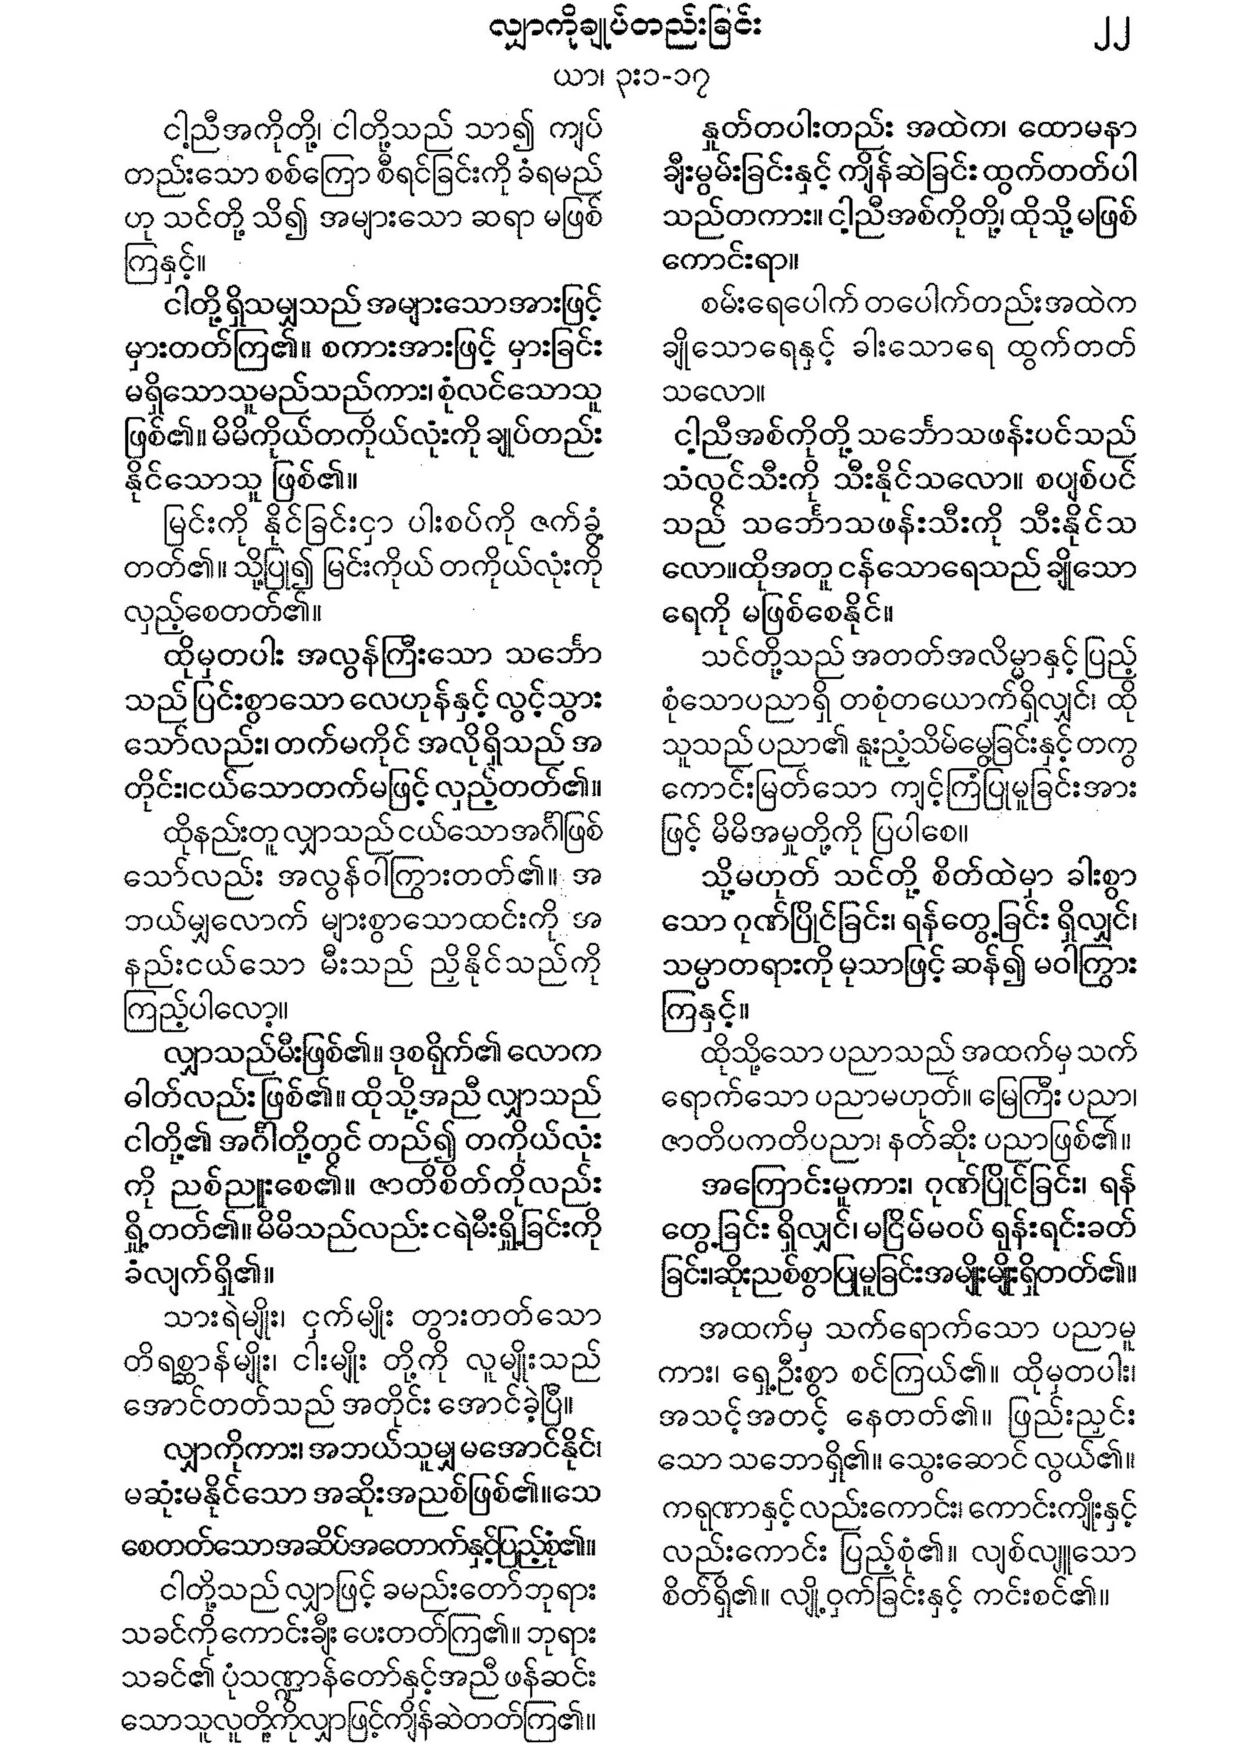 လျှာကိုချုပ်တည်းခြင်း
၂၂
ယာ၊ ၃း၁-၁၇
ငါ့ညီအကိုတို့၊ ငါတို့သည် သာ၍ ကျပ်
တည်းသော စစ်ကြော စီရင်ခြင်းကို ခံရမည်
ဟု သင်တို့ သိ၍ အများသော ဆရာ မဖြစ်
ကြနှင့်။
ငါတို့ ရှိသမျှသည် အများသောအားဖြင့်
မှားတတ်ကြ၏။ စကားအားဖြင့် မှားခြင်း
မရှိသောသူမည်သည်ကား၊ စုံလင်သောသူ
ဖြစ်၏။ မိမိကိုယ်တကိုယ်လုံးကို ချုပ်တည်း
နိုင်သောသူ ဖြစ်၏။
မြင်းကို နိုင်ခြင်းငှာ ပါးစပ်ကို ဇက်ခွံ့
တတ်၏။ သို့ပြု၍ မြင်းကိုယ် တကိုယ်လုံးကို
လှည့်စေတတ်၏။
ထိုမှတပါး အလွန်ကြီးသော သင်္ဘော
သည် ပြင်းစွာသော လေဟုန်နှင့် လွင့်သွား
သော်လည်း၊ တက်မကိုင် အလိုရှိသည် အ
တိုင်း၊ငယ်သောတက်မဖြင့် လှည့်တတ်၏။
ထိုနည်းတူ လျှာသည် ငယ်သောအင်္ဂါဖြစ်
သော်လည်း အလွန်ဝါကြွားတတ်၏။ အ
ဘယ်မျှလောက် များစွာသောထင်းကို အ
နည်းငယ်သော မီးသည် ညှိနိုင်သည်ကို
ကြည့်ပါလော့။
လျှာသည်မီးဖြစ်၏။ ဒုစရိုက်၏ လောက
ဓါတ်လည်း ဖြစ်၏။ ထိုသို့အညီ လျှာသည်
ငါတို့၏ အင်္ဂါတို့တွင် တည်၍ တကိုယ်လုံး
ကို ညစ်ညူးစေ၏။ ဇာတိစိတ်ကိုလည်း
ရှို့တတ်၏။ မိမိသည်လည်း ငရဲမီးရှို့ခြင်းကို
ခံလျက်ရှိ၏။
သားရဲမျိုး၊ ငှက်မျိုး တွားတတ်သော
တိရစ္ဆာန်မျိုး၊ ငါးမျိုး တို့ကို လူမျိုးသည်
အောင်တတ်သည် အတိုင်း အောင်ခဲ့ပြီ။
လျှာကိုကား၊ အဘယ်သူမျှ မအောင်နိုင်၊
မဆုံးမနိုင်သော အဆိုးအညစ်ဖြစ်၏။သေ
စေတတ်သောအဆိပ်အတောက်နှင့်ပြည့်စုံ၏။
ငါတို့သည် လျှာဖြင့် ခမည်းတော်ဘုရား
သခင်ကို ကောင်းချီး ပေးတတ်ကြ၏။ ဘုရား
သခင်၏ ပုံသဏ္ဌာန်တော်နှင့်အညီ ဖန်ဆင်း
သောသူလူတို့ကိုလျှာဖြင့်ကျိန်ဆဲတတ်ကြ၏။
နှုတ်တပါးတည်း အထဲက၊ ထောမနာ
ချီးမွမ်းခြင်းနှင့် ကျိန်ဆဲခြင်း ထွက်တတ်ပါ
သည်တကား။ ငါ့ညီအစ်ကိုတို့၊ ထိုသို့ မဖြစ်
ကောင်းရာ။
စမ်းရေပေါက် တပေါက်တည်းအထဲက
ချိုသောရေနှင့် ခါးသောရေ ထွက်တတ်
သလော။
ငါ့ညီအစ်ကိုတို့ သင်္ဘောသဖန်းပင်သည်
သံလွင်သီးကို သီးနိုင်သလော။ စပျစ်ပင်
သည် သင်္ဘောသဖန်းသီးကို သီးနိုင်သ
လော။ထိုအတူ ငန်သောရေသည် ချိုသော
ရေကို မဖြစ်စေနိုင်။
သင်တို့သည် အတတ်အလိမ္မာနှင့် ပြည့်
စုံသောပညာရှိ တစုံတယောက်ရှိလျှင်၊ ထို
သူသည် ပညာ၏ နူးညံ့သိမ်မွေ့ခြင်းနှင့် တကွ
ကောင်းမြတ်သော ကျင့်ကြံပြုမူခြင်းအား
ဖြင့် မိမိအမှုတို့ကို ပြပါစေ။
သို့မဟုတ် သင်တို့ စိတ်ထဲမှာ ခါးစွာ
သော ဂုဏ်ပြိုင်ခြင်း၊ ရန်တွေ့ခြင်း ရှိလျှင်၊
သမ္မာတရားကို မုသာဖြင့် ဆန်၍ မဝါကြွား
ကြနှင့်။
ထိုသို့သော ပညာသည် အထက်မှ သက်
ရောက်သော ပညာမဟုတ်။ မြေကြီး ပညာ၊
ဇာတိပကတိပညာ၊ နတ်ဆိုး ပညာဖြစ်၏။
အကြောင်းမူကား၊ ဂုဏ်ပြိုင်ခြင်း၊ ရန်
တွေ့ခြင်း ရှိလျှင်၊ မငြိမ်မဝပ် ရုန်းရင်းခတ်
ခြင်း၊ဆိုးညစ်စွာပြုမူခြင်းအမျိုးမျိုးရှိတတ်၏။
အထက်မှ သက်ရောက်သော ပညာမူ
ကား၊ ရှေ့ဦးစွာ စင်ကြယ်၏။ ထိုမှတပါး၊
အသင့်အတင့် နေတတ်၏။ ဖြည်းညှင်း
သော သဘောရှိ၏။ သွေးဆောင် လွယ်၏။
ကရုဏာနှင့် လည်းကောင်း၊ ကောင်းကျိုးနှင့်
လည်းကောင်း ပြည့်စုံ၏။ လျစ်လျူသော
စိတ်ရှိ၏။ လျှို့ဝှက်ခြင်းနှင့် ကင်းစင်၏။